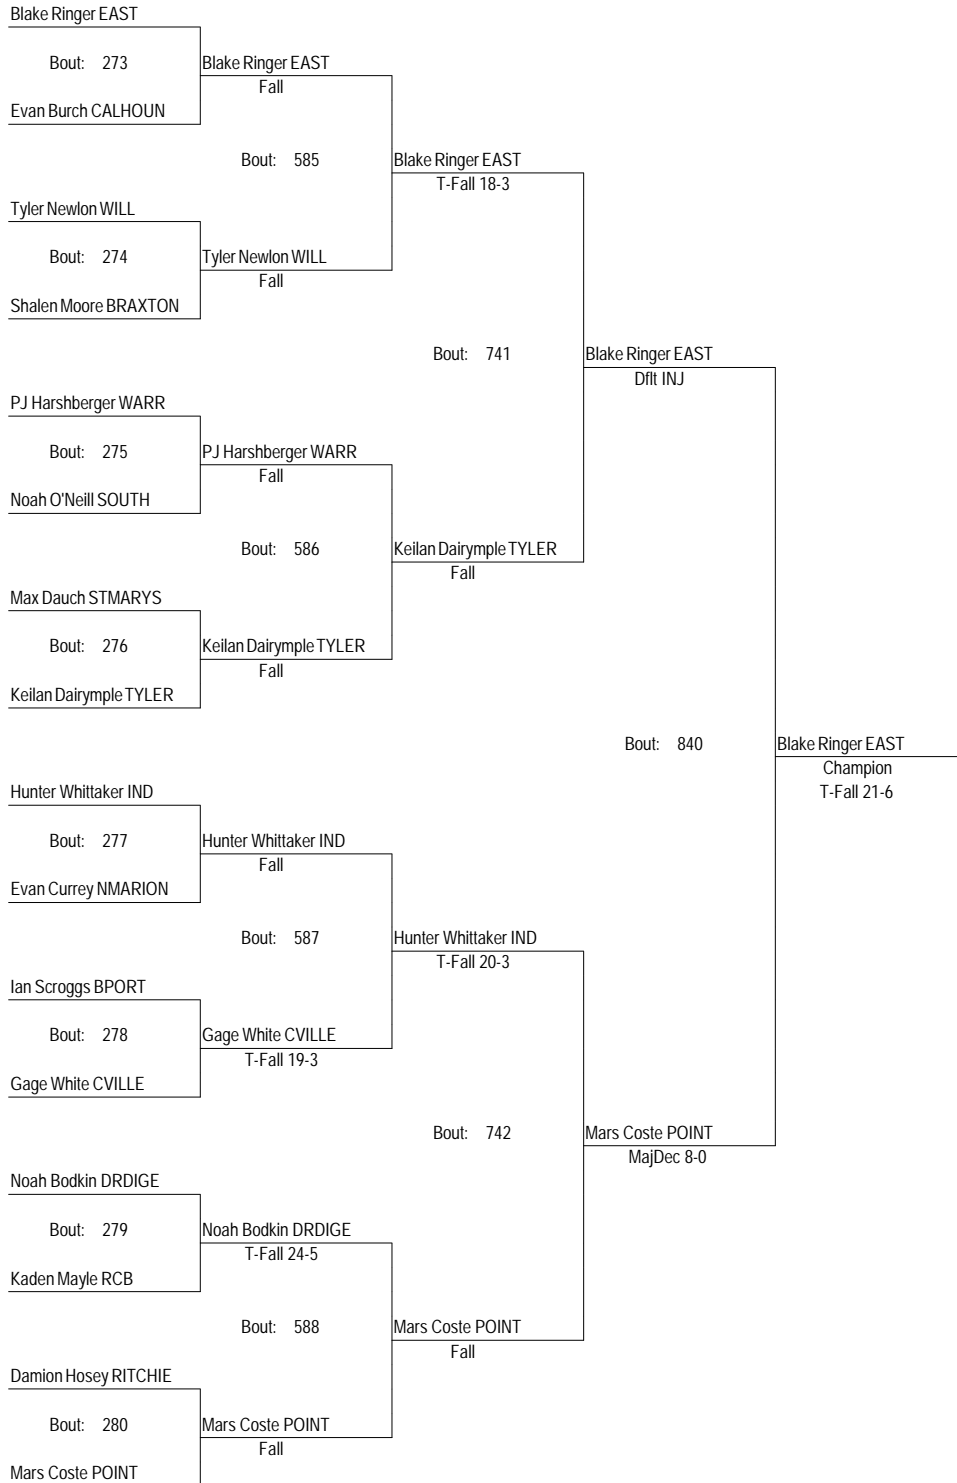 Blake Ringer EAST
Bout: 273
Blake Ringer EAST
Fall
Evan Burch CALHOUN
Bout: 585
Blake Ringer EAST
T-Fall 18-3
Tyler Newlon WILL
Bout: 274
Tyler Newlon WILL
Fall
Shalen Moore BRAXTON
Bout: 741
Blake Ringer EAST
Dflt INJ
PJ Harshberger WARR
Bout: 275
PJ Harshberger WARR
Fall
Noah O'Neill SOUTH
Bout: 586
Keilan Dairymple TYLER
Fall
Max Dauch STMARYS
Bout: 276
Keilan Dairymple TYLER
Fall
Keilan Dairymple TYLER
Bout: 840
Blake Ringer EAST
Champion
T-Fall 21-6
Hunter Whittaker IND
Bout: 277
Hunter Whittaker IND
Fall
Evan Currey NMARION
Bout: 587
Hunter Whittaker IND
T-Fall 20-3
Ian Scroggs BPORT
Bout: 278
Gage White CVILLE
T-Fall 19-3
Gage White CVILLE
Bout: 742
Mars Coste POINT
MajDec 8-0
Noah Bodkin DRDIGE
Bout: 279
Noah Bodkin DRDIGE
T-Fall 24-5
Kaden Mayle RCB
Bout: 588
Mars Coste POINT
Fall
Damion Hosey RITCHIE
Bout: 280
Mars Coste POINT
Fall
Mars Coste POINT